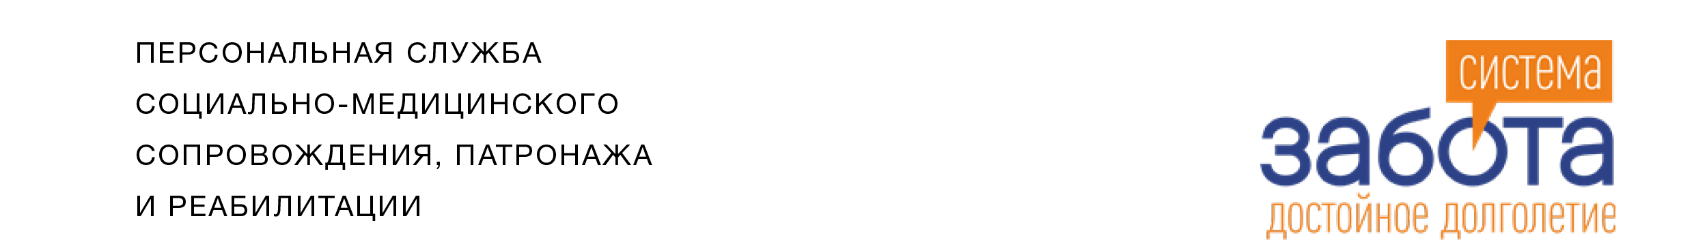 ПЕРСОНАЛЬНАЯ СЛУЖБА
СОЦИАЛЬНО-МЕДИЦИНСКОГО
СОПРОВОЖДЕНИЯ, ПАТРОНАЖА
И РЕАБИЛИТАЦИИ
система
забота
достойное долголетие